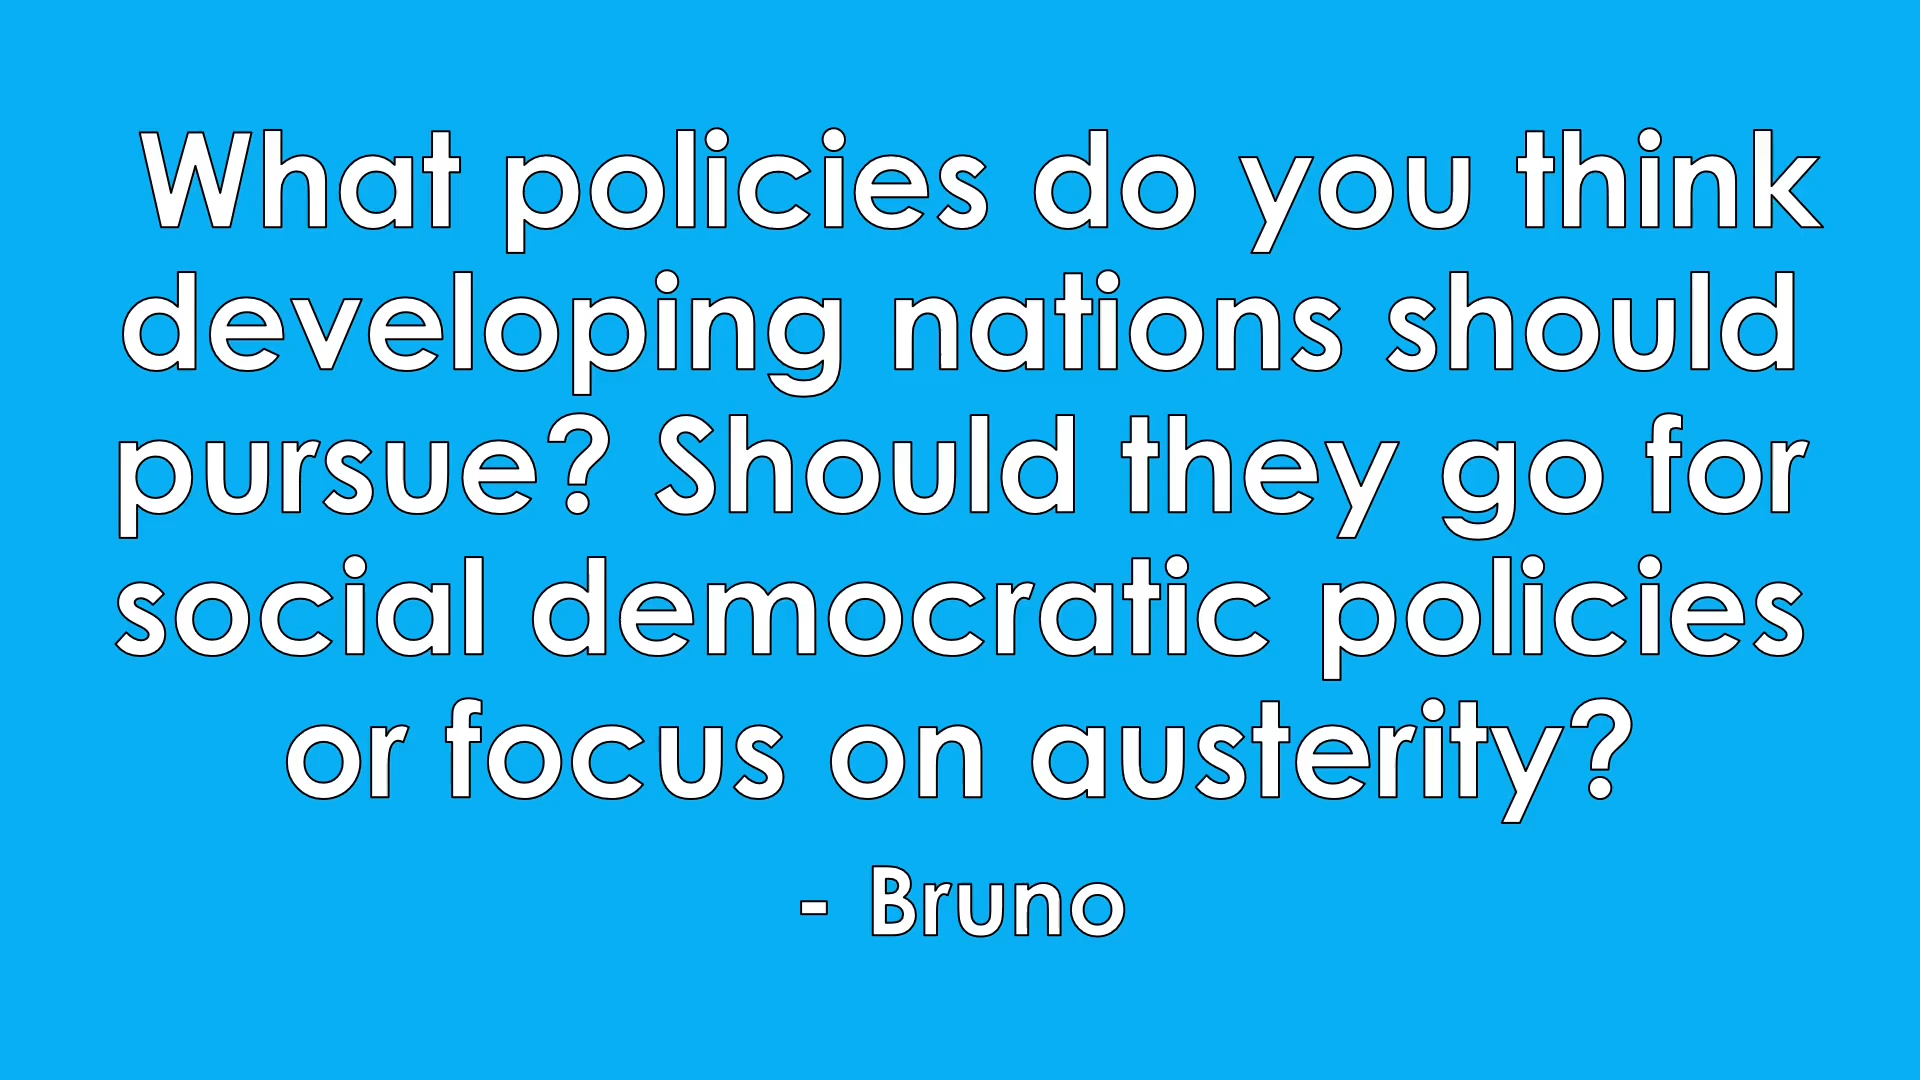 What policies do you think
developing nations should
pursue? Should they go for
social democratic policies
or focus on austerity?
- Bruno